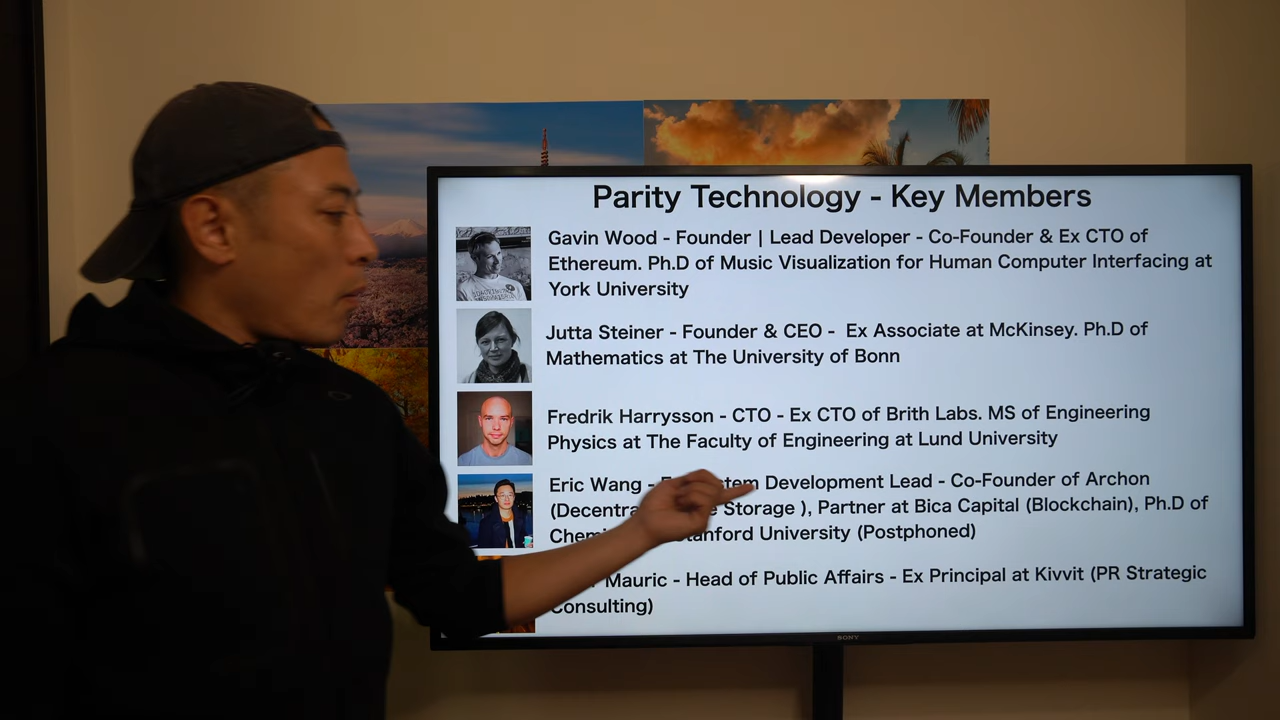 Parity Technology - Key Members
Gavin Wood - Founder | Lead Developer - Co-Founder & Ex CTO of
Ethereum. Ph.D of Music Visualization for Human Computer Interfacing at
York University
Jutta Steiner - Founder & CEO - Ex Associate at McKinsey. Ph.D of
Mathematics at The University of Bonn
Fredrik Harrysson - CTO - Ex CTO of Brith Labs. MS of Engineering
Physics at The Faculty of Engineering at Lund University
Eric Wang - Development Lead - Co-Founder of Archon
Storage ), Partner at Bica Capital (Blockchain), Ph.D of
Stanford University (Postphoned)
Mauric - Head of Public Affairs - Ex Principal at Kivvit (PR Strategic
Consulting)
SONY